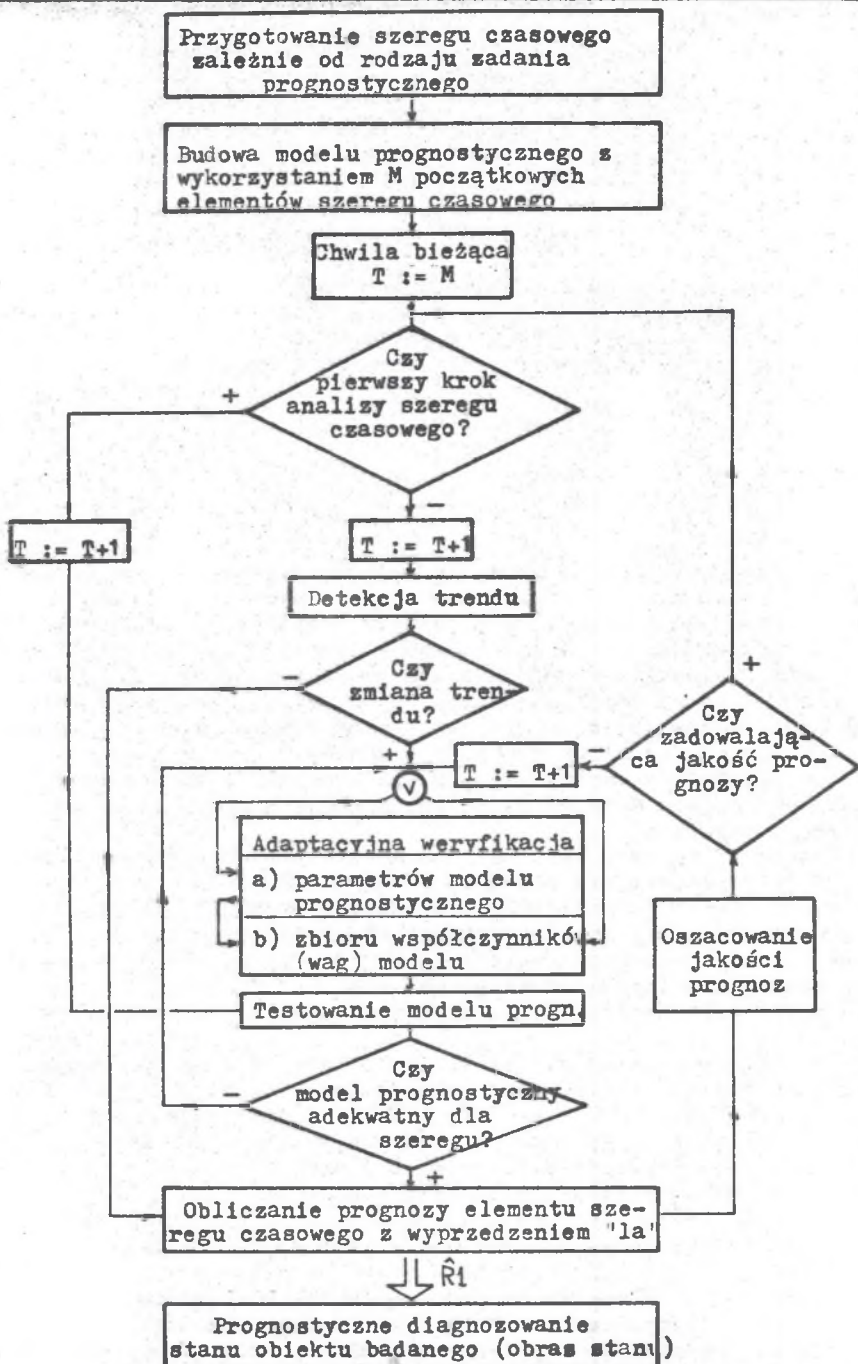 Przygotowanie szeregu czasowego
zależnie od rodzaju zadania
prognostycznego
Budowa modelu prognostycznego z
wykorzystaniem M początkowych
elementów szeregu czasowego
Chwila bieżąca
T := M
Czy
pierwszy krok
analizy szeregu
czasowego?
+
-
T := T+1
T := T+1
Detekcja trendu
Czy
zmiana tren-
du?
-
+
Czy
zadowalają-
ca jakość pro-
gnozy?
+
-
T := T+1
v
Adaptacyjna weryfikacja
a) parametrów modelu
prognostycznego
b) zbioru współczynników
(wag) modelu
Oszacowanie
jakości
prognoz
Testowanie modelu progn.
Czy
model prognostyczny
adekwatny dla
szeregu?
-
+
Obliczanie prognozy elementu sze-
regu czasowego z wyprzedzeniem "la"
R̂i
Prognostyczne diagnozowanie
stanu obiektu badanego (obras stanu)